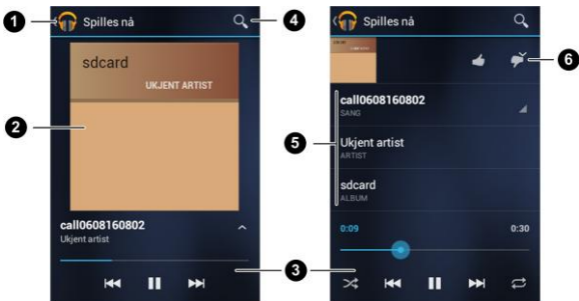 1
Spilles nå
4
sdcard
UKJENT ARTIST
2
call0608160802
Ukjent artist
3
Spilles nå
6
call0608160802
SANG
5
Ukjent artist
ARTIST
sdcard
ALBUM
0:09
0:30